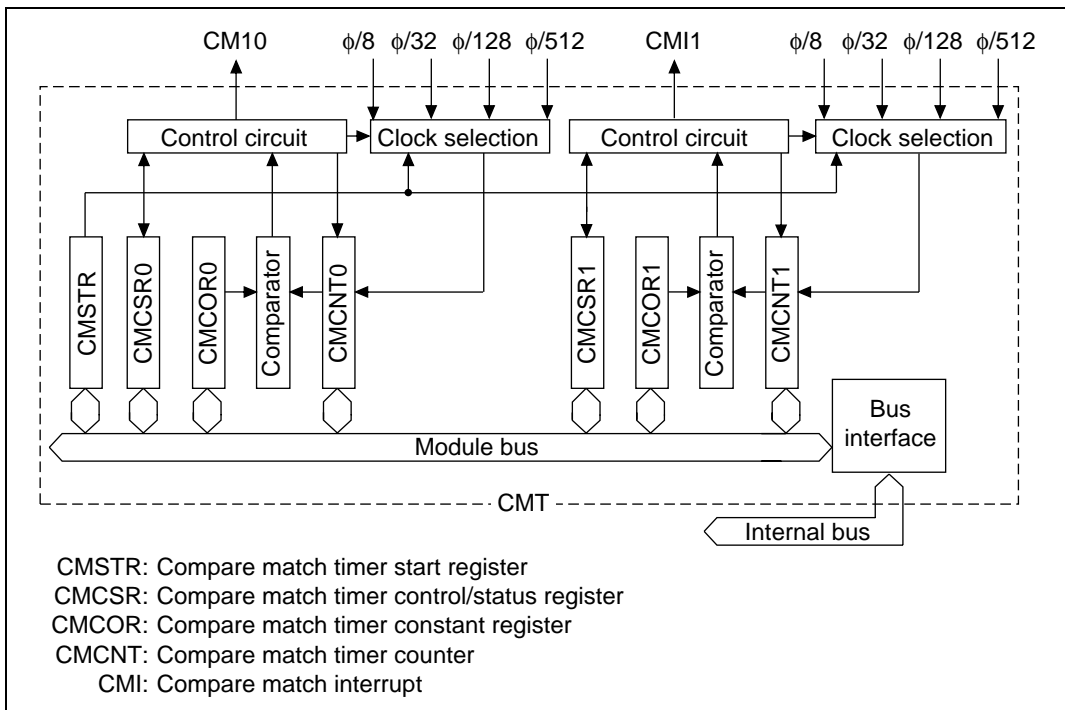 CM10 φ/8 φ/32 φ/128 φ/512 CMI1 φ/8 φ/32 φ/128 φ/512
Control circuit Clock selection Control circuit Clock selection
CMSTR
CMCSR0
CMCOR0
Comparator
CMCNT0
CMCSR1
CMCOR1
Comparator
CMCNT1
Bus
interface
Module bus
CMT
Internal bus
CMSTR: Compare match timer start register
CMCSR: Compare match timer control/status register
CMCOR: Compare match timer constant register
CMCNT: Compare match timer counter
CMI: Compare match interrupt